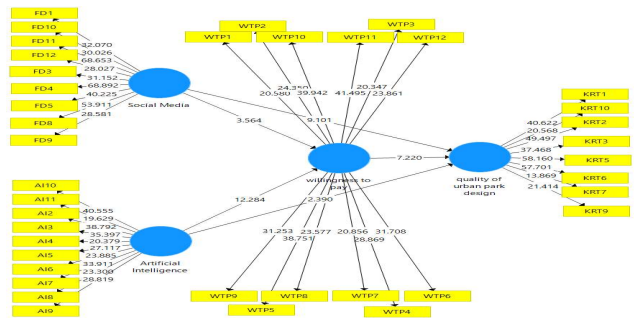 FD1
FD10
FD11
FD12
FD3
FD4
FD5
FD8
FD9
32.070
30.026
68.653
28.027
31.152
68.892
40.225
53.911
28.581
Social Media
WTP2
WTP1
WTP10
WTP3
WTP11
WTP12
20.580
39.942
41.495
20.347
23.861
3.564
9.101
willingness to
pay
7.220
quality of
urban park
design
KRT1
KRT10
KRT2
KRT3
KRT5
KRT6
KRT7
KRT9
40.622
20.568
49.497
37.468
58.160
57.701
13.869
21.414
AI10
AI11
AI2
AI3
AI4
AI5
AI6
AI7
AI8
AI9
40.555
19.629
38.792
35.397
20.379
27.117
23.885
33.911
23.300
28.819
Artificial
Intelligence
12.284
2.390
31.253
38.751
23.577
20.856
28.869
31.708
WTP9
WTP5
WTP8
WTP7
WTP4
WTP6